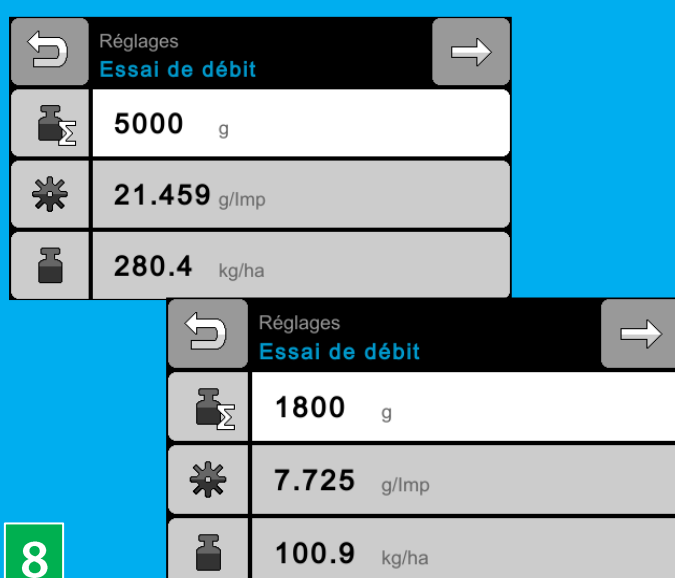 Réglages
Essai de débit
5000 g
21.459 g/Imp
280.4 kg/ha
Réglages
Essai de débit
1800 g
7.725 g/Imp
100.9 kg/ha
8